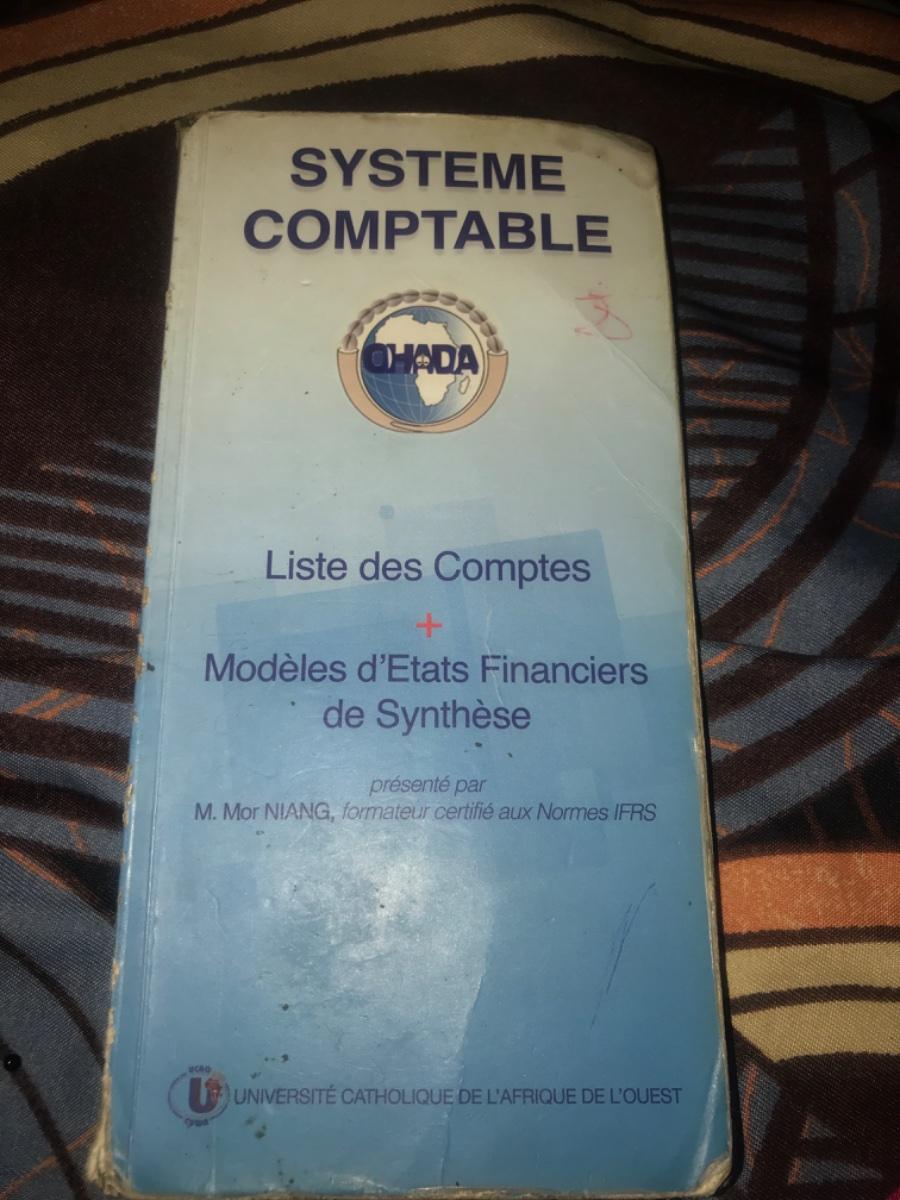 SYSTEME
COMPTABLE
OHADA
Liste des Comptes
+
Modèles d'Etats Financiers
de Synthèse
présenté par
M. Mor NIANG, formateur certifié aux Normes IFRS
UCAO
U
UNIVERSITÉ CATHOLIQUE DE L'AFRIQUE DE L'OUEST